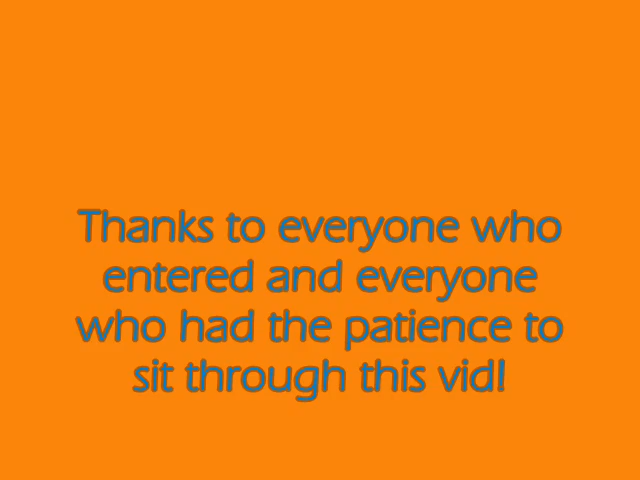 Thanks to everyone who
entered and everyone
who had the patience to
sit through this vid!